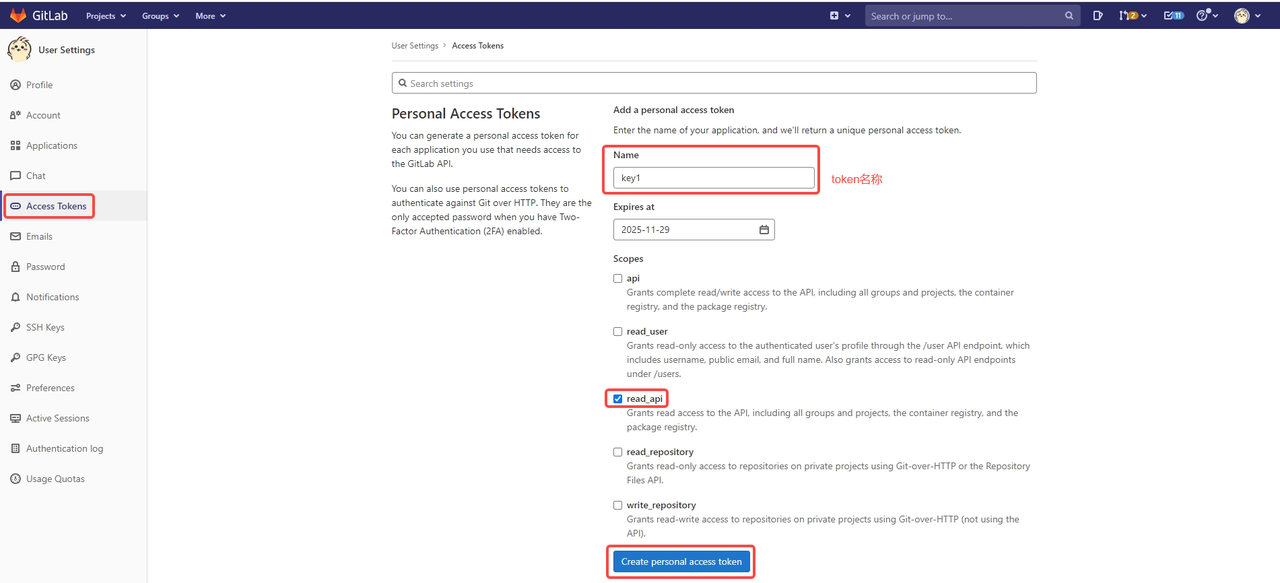 GitLab Projects Groups More Search or jump to... 2 11
User Settings
Profile
Account
Applications
Chat
Access Tokens
Emails
Password
Notifications
SSH Keys
GPG Keys
Preferences
Active Sessions
Authentication log
Usage Quotas
User Settings > Access Tokens
Search settings
Personal Access Tokens
You can generate a personal access token for
each application you use that needs access to
the GitLab API.
You can also use personal access tokens to
authenticate against Git over HTTP. They are the
only accepted password when you have Two-
Factor Authentication (2FA) enabled.
Add a personal access token
Enter the name of your application, and we'll return a unique personal access token.
Name
key1
token名称
Expires at
2025-11-29
Scopes
api
Grants complete read/write access to the API, including all groups and projects, the container
registry, and the package registry.
read_user
Grants read-only access to the authenticated user's profile through the /user API endpoint, which
includes username, public email, and full name. Also grants access to read-only API endpoints
under /users.
read_api
Grants read access to the API, including all groups and projects, the container registry, and the
package registry.
read_repository
Grants read-only access to repositories on private projects using Git-over-HTTP or the Repository
Files API.
write_repository
Grants read-write access to repositories on private projects using Git-over-HTTP (not using the
API).
Create personal access token